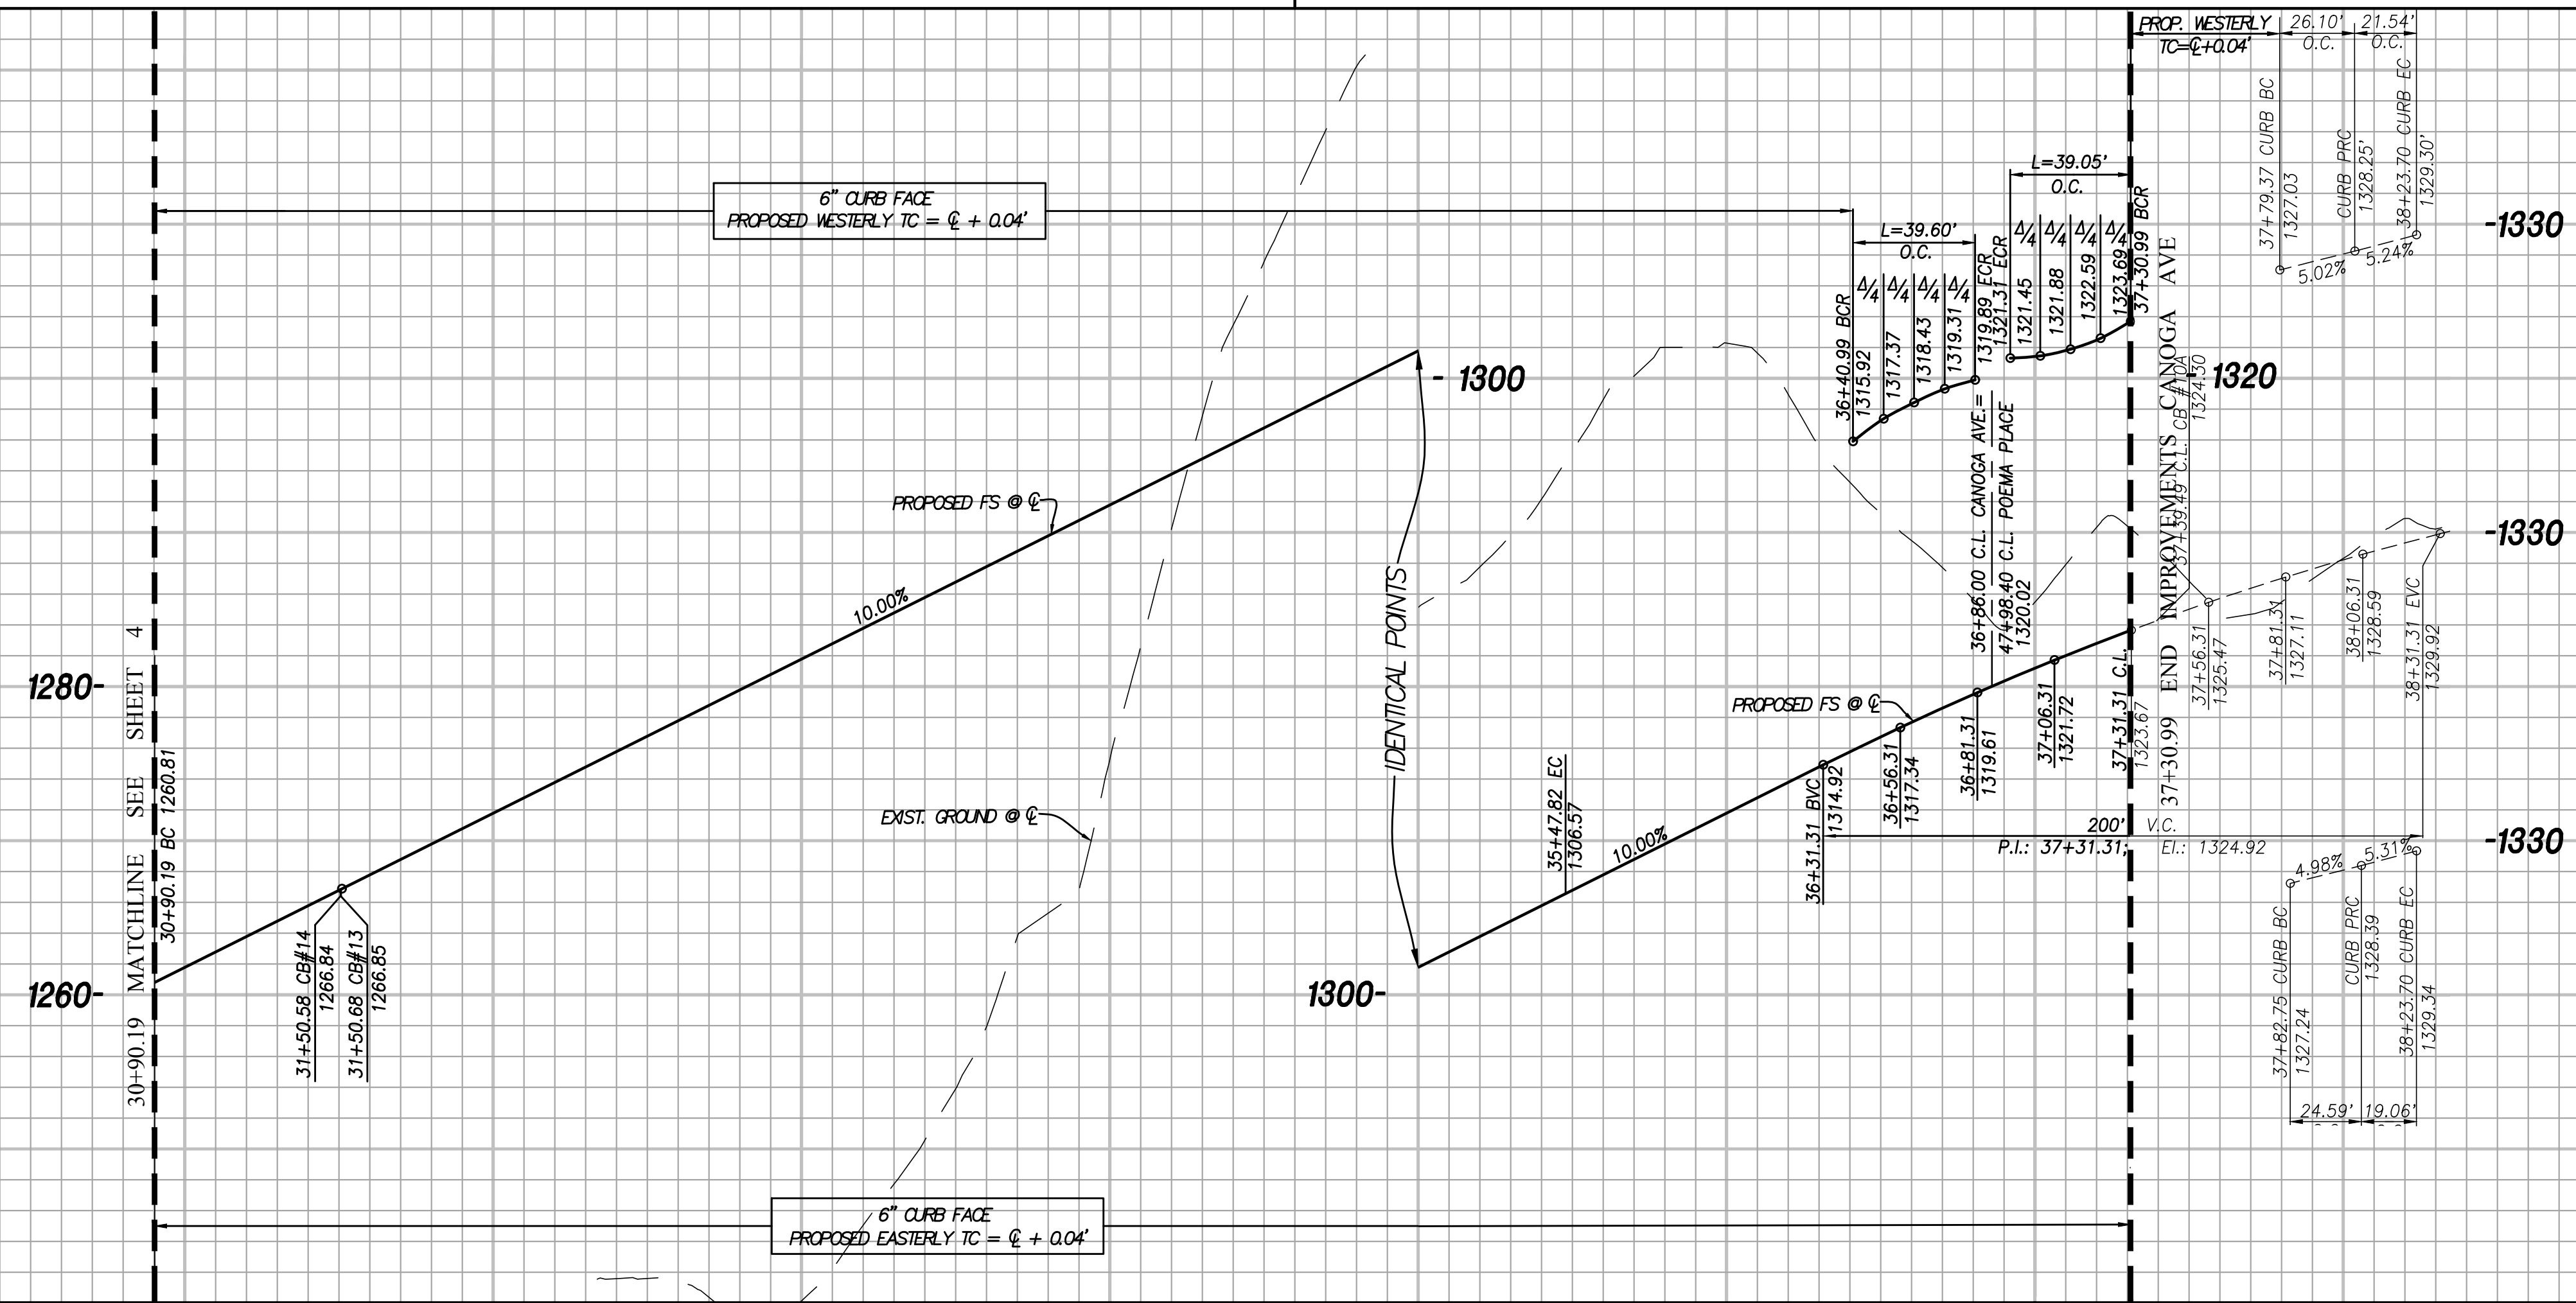 PROP. WESTERLY
TC=℄+0.04'
26.10'
O.C.
21.54'
O.C.
37+79.37 CURB BC
1327.03
CURB PRC
1328.25'
38+23.70 CURB EC
1329.30'
5.02%
5.24%
-1330
6" CURB FACE
PROPOSED WESTERLY TC = ℄ + 0.04'
L=39.60'
O.C.
L=39.05'
O.C.
36+40.99 BCR
1315.92
Δ/4
1317.37
Δ/4
1318.43
Δ/4
1319.31
Δ/4
1319.89 ECR
1321.31 ECR
Δ/4
1321.45
Δ/4
1321.88
Δ/4
1322.59
Δ/4
1323.69
37+30.99 BCR
- 1300
- 1320
37+39.49 C.L. CB #10A
1324.30
37+30.99 END IMPROVEMENTS CANOGA AVE
36+86.00 C.L. CANOGA AVE.=
47+98.40 C.L. POEMA PLACE
1320.02
PROPOSED FS @ ℄
10.00%
IDENTICAL POINTS
-1330
1280-
30+90.19 MATCHLINE SEE SHEET 4
30+90.19 BC 1260.81
31+50.58 CB#14
1266.84
31+50.68 CB#13
1266.85
EXIST. GROUND @ ℄
1260-
1300-
35+47.82 EC
1306.57
10.00%
PROPOSED FS @ ℄
36+31.31 BVC
1314.92
36+56.31
1317.34
36+81.31
1319.61
37+06.31
1321.72
37+31.31 C.L.
1323.67
37+56.31
1325.47
37+81.31
1327.11
38+06.31
1328.59
38+31.31 EVC
1329.92
200' V.C.
P.I.: 37+31.31; El.: 1324.92
-1330
4.98%
5.31%
37+82.75 CURB BC
1327.24
CURB PRC
1328.39
38+23.70 CURB EC
1329.34
24.59'
19.06'
6" CURB FACE
PROPOSED EASTERLY TC = ℄ + 0.04'